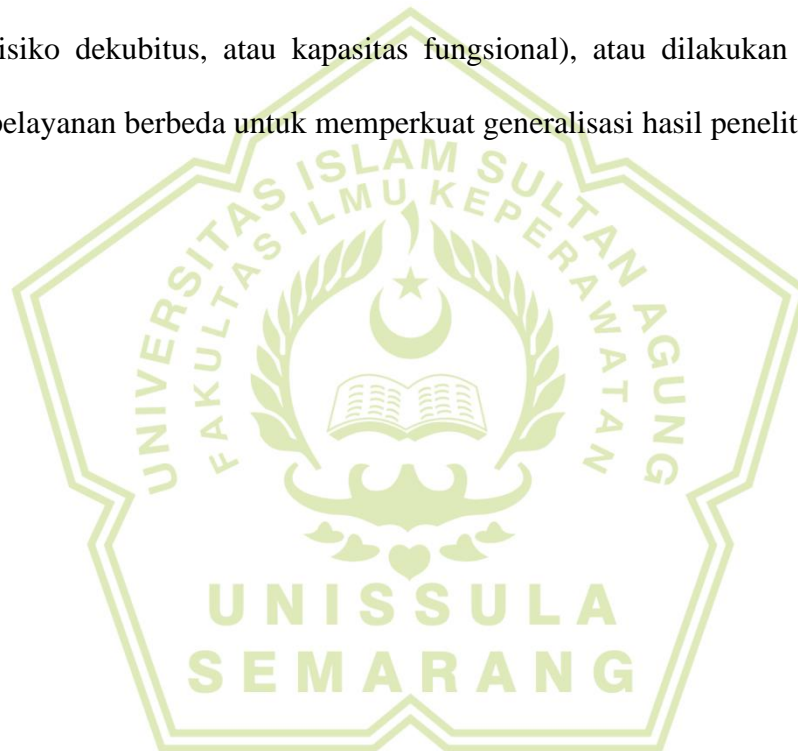 isiko dekubitus, atau kapasitas fungsional), atau dilakukan
pelayanan berbeda untuk memperkuat generalisasi hasil penelit
UNIVERSITAS ISLAM SULTAN AGUNG
FAKULTAS ILMU KEPERAWATAN
UNISSULA
SEMARANG